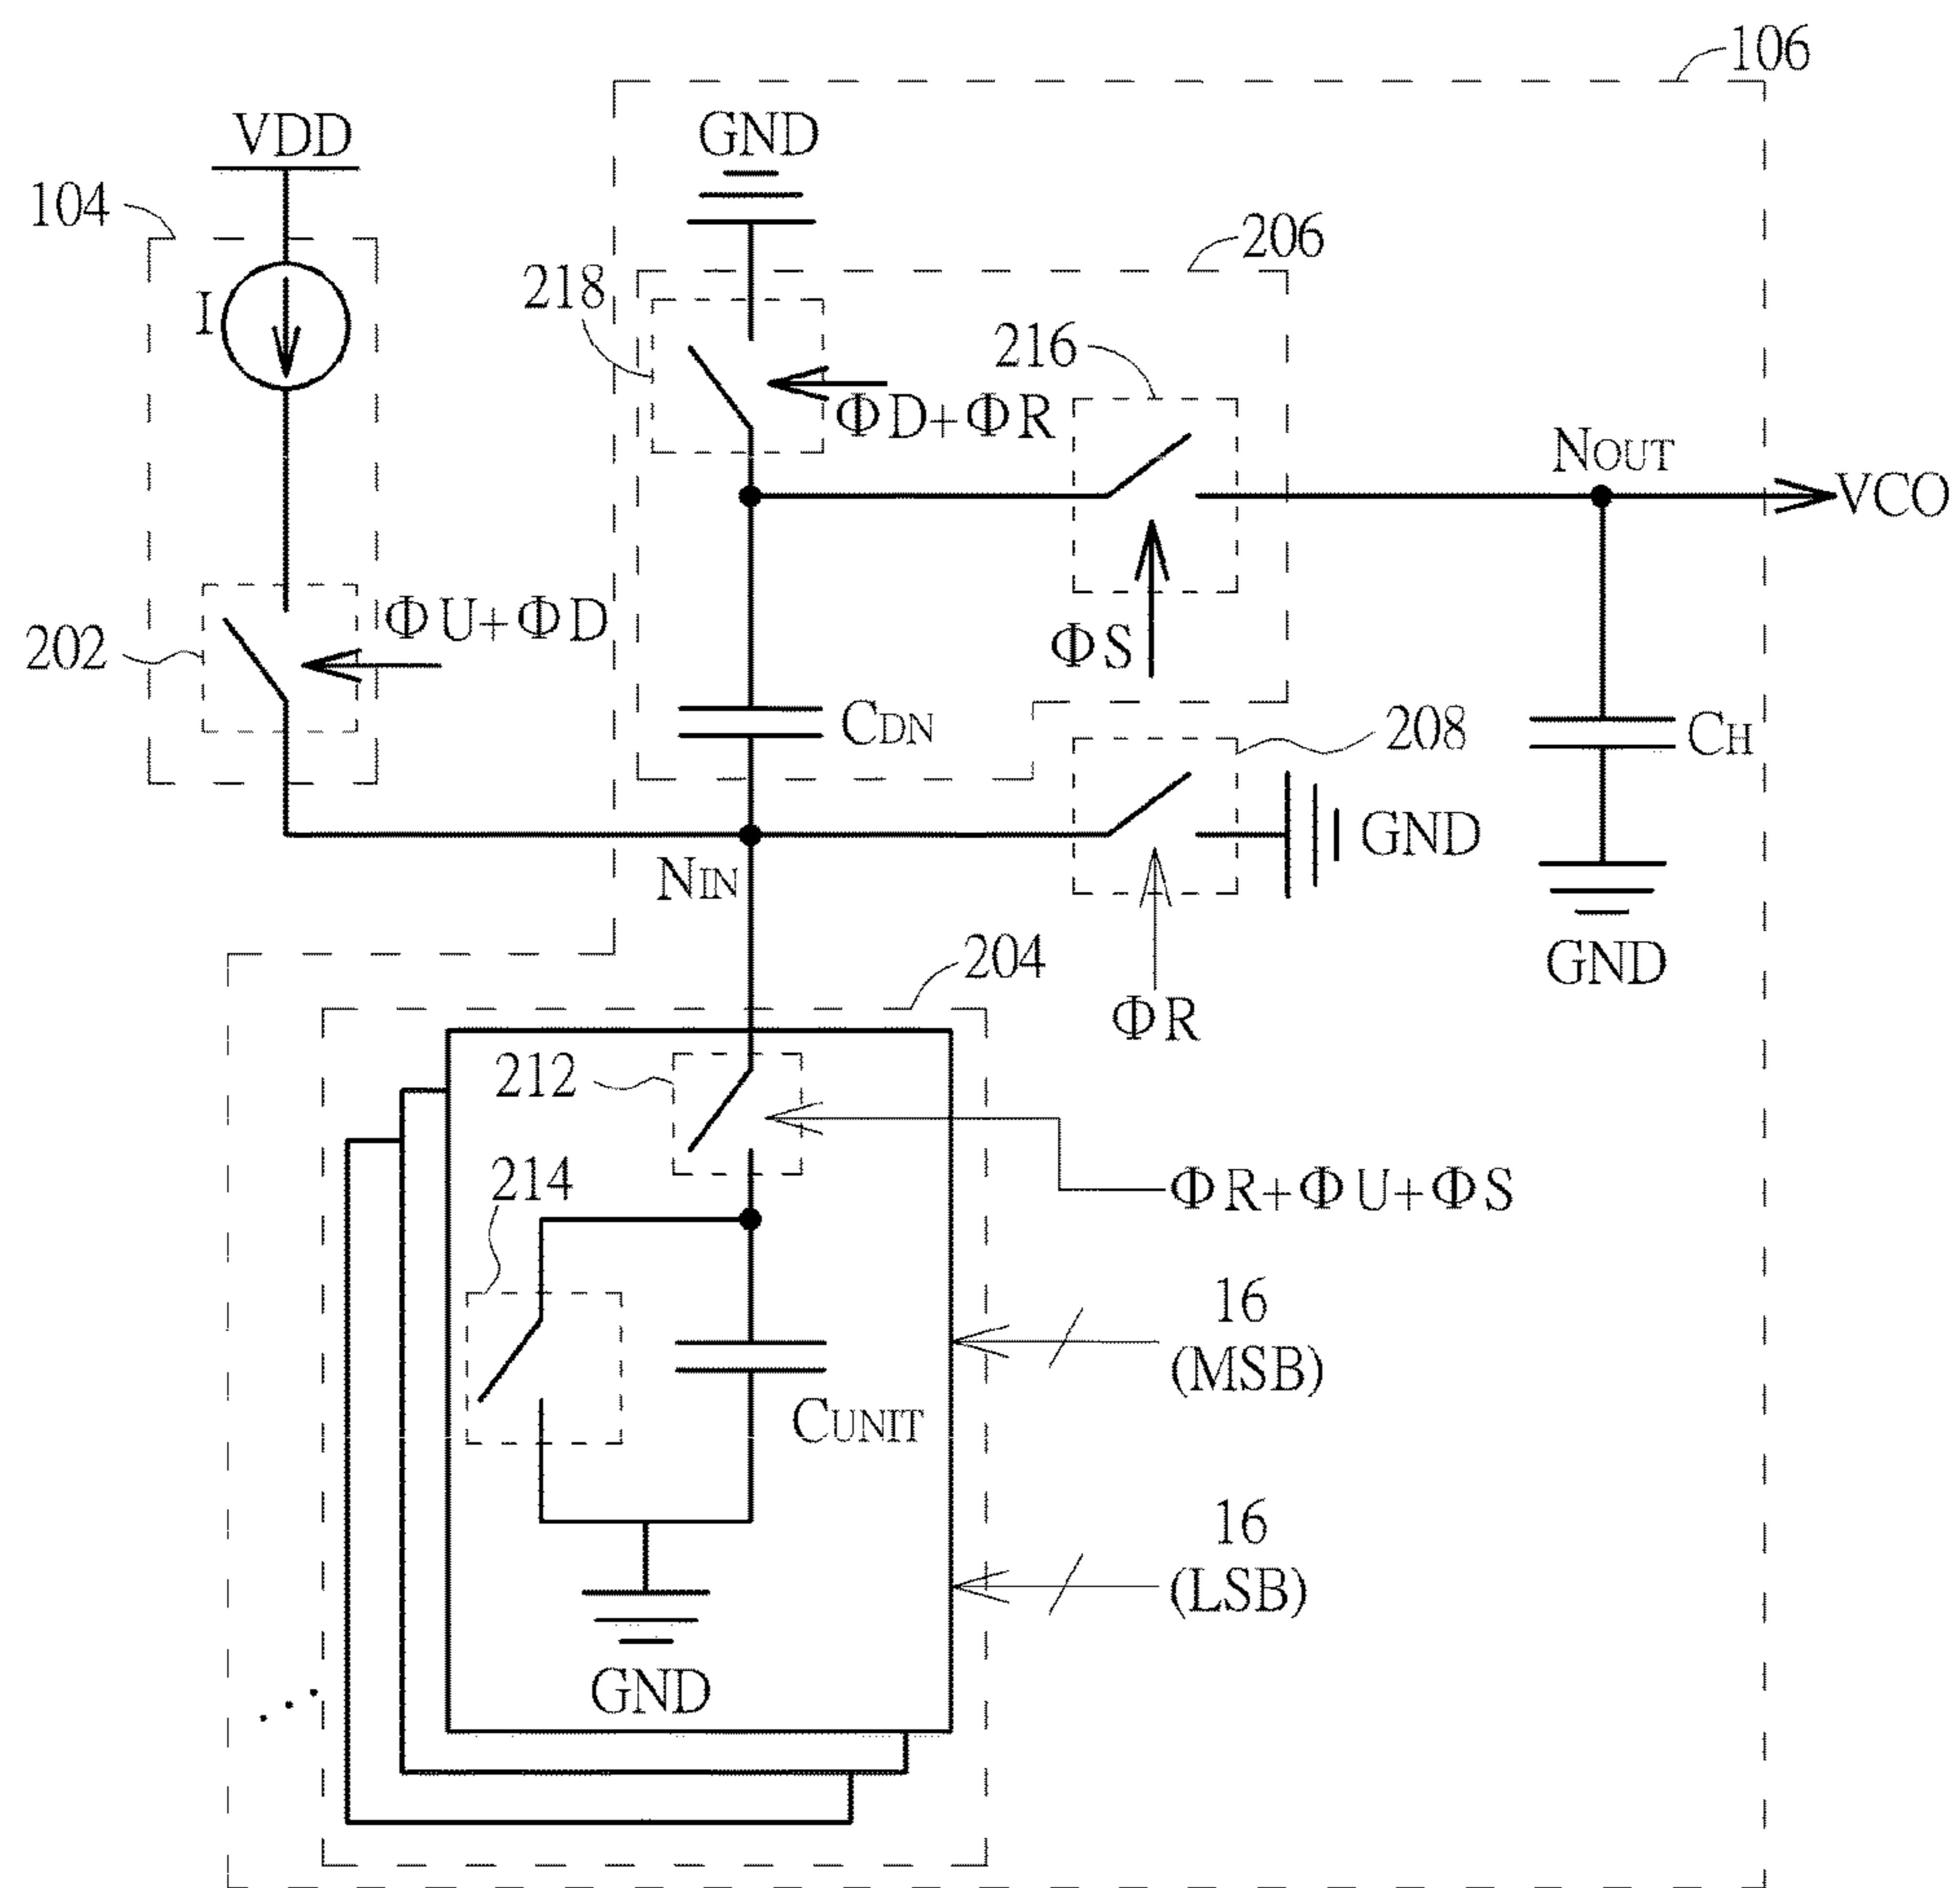 106
VDD
GND
104
206
218
I
216
ΦD+ΦR
NOUT
VCO
ΦU+ΦD
202
ΦS
CDN
208
CH
GND
NIN
204
GND
ΦR
212
214
ΦR+ΦU+ΦS
16
(MSB)
CUNIT
16
(LSB)
GND